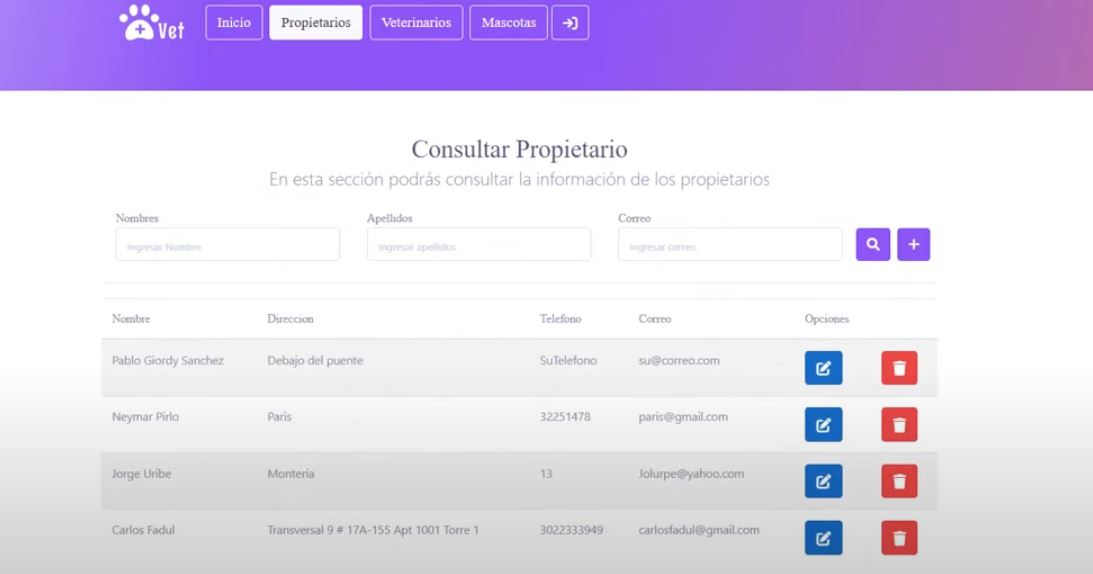 Vet
Inicio Propietarios Veterinarios Mascotas
Consultar Propietario
En esta sección podrás consultar la información de los propietarios
Nombres Apellidos Correo
Ingresar Nombre Ingresar apellidos Ingresar correo
Nombre Direccion Telefono Correo Opciones
Pablo Giordy Sanchez Debajo del puente SuTelefono su@correo.com
Neymar Pirlo Paris 32251478 paris@gmail.com
Jorge Uribe Monteria 13 Jolurpe@yahoo.com
Carlos Fadul Transversal 9 # 17A-155 Apt 1001 Torre 1 3022333949 carlosfadul@gmail.com